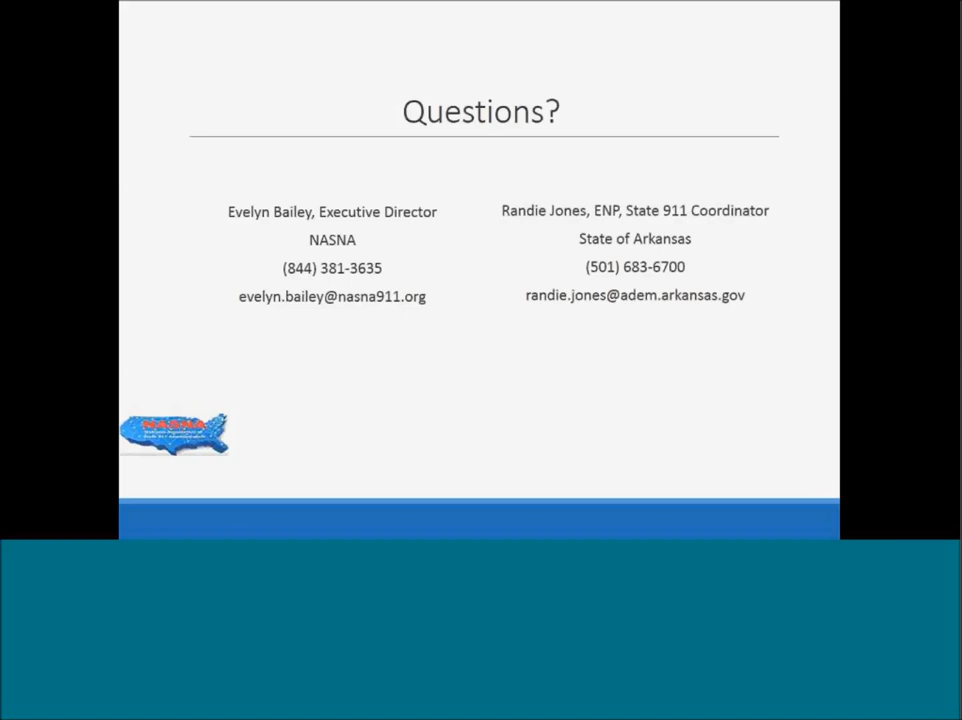 Questions?
Evelyn Bailey, Executive Director
NASNA
(844) 381-3635
evelyn.bailey@nasna911.org
Randie Jones, ENP, State 911 Coordinator
State of Arkansas
(501) 683-6700
randie.jones@adem.arkansas.gov
NASNA